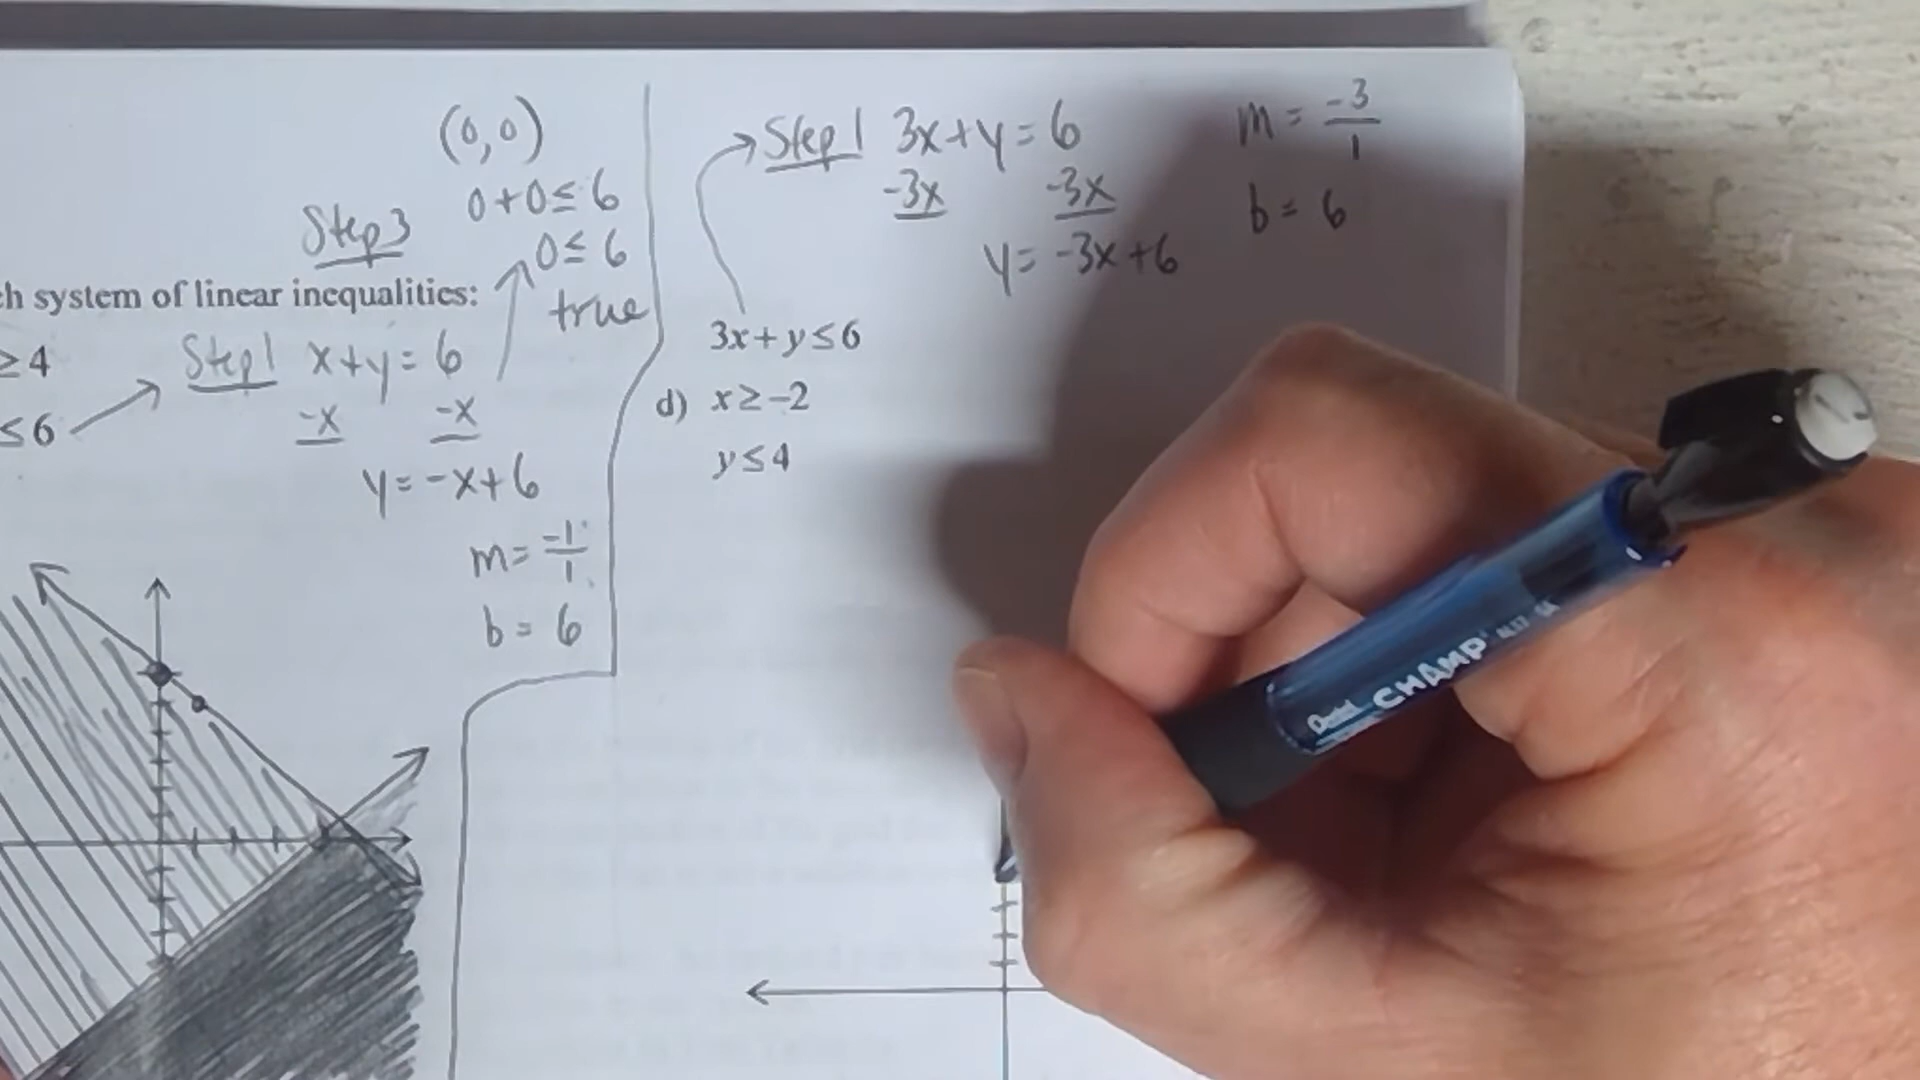 (0,0)
0+0≤6
Step 3
0≤6
true
ch system of linear inequalities:
≥4
≤6
Step 1 x+y=6
-x -x
y=-x+6
m=-1/1
b=6
Step 1 3x+y=6
-3x -3x
y=-3x+6
m=-3/1
b=6
3x+y≤6
d) x≥-2
y≤4
Pentel CHAMP